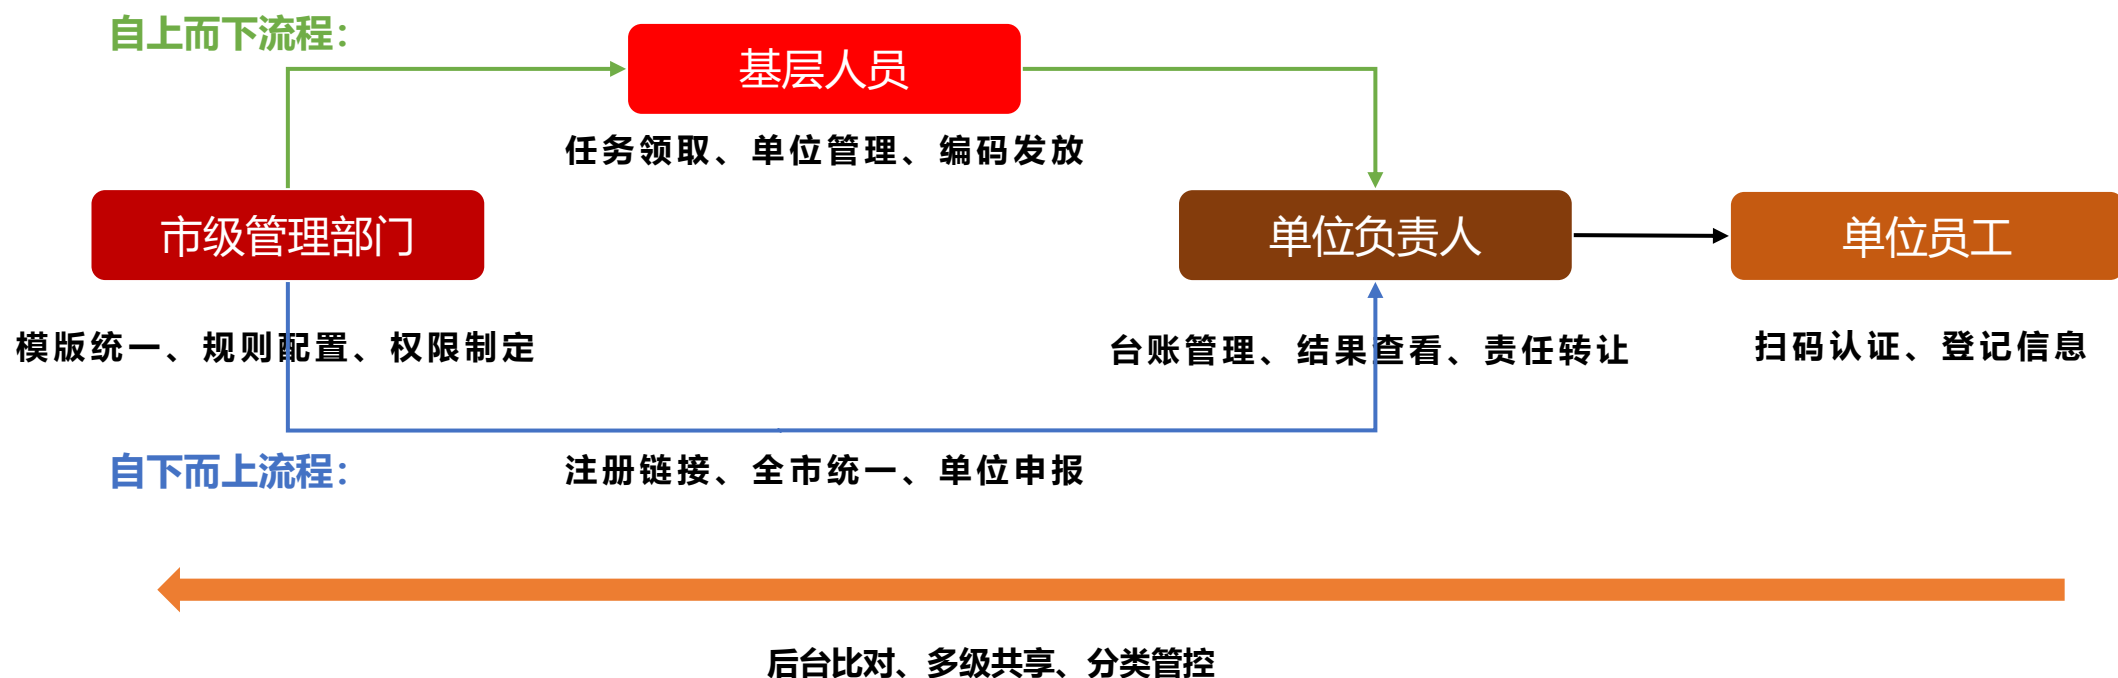 自上而下流程：
基层人员
任务领取、单位管理、编码发放
市级管理部门
单位负责人
单位员工
模版统一、规则配置、权限制定
台账管理、结果查看、责任转让
扫码认证、登记信息
自下而上流程：
注册链接、全市统一、单位申报
后台比对、多级共享、分类管控